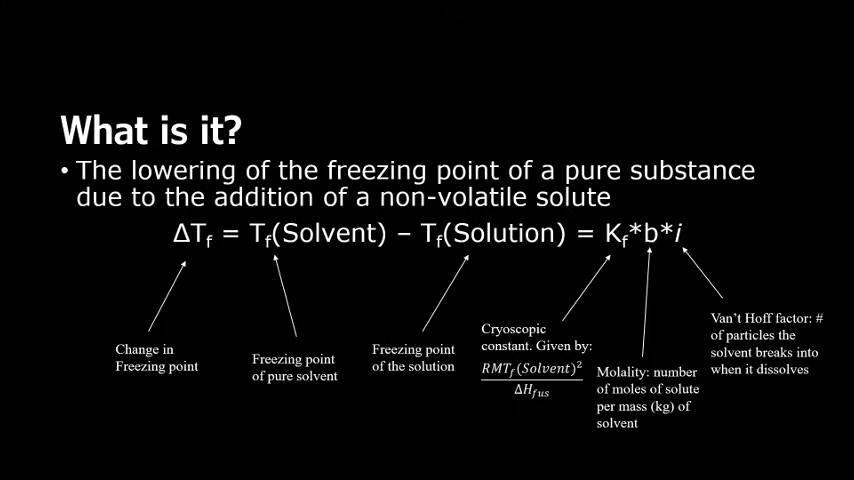 What is it?
• The lowering of the freezing point of a pure substance
due to the addition of a non-volatile solute
ΔTf = Tf(Solvent) – Tf(Solution) = Kf*b*i
Change in
Freezing point
Freezing point
of pure solvent
Freezing point
of the solution
Cryoscopic
constant. Given by:
RMTf(Solvent)²
ΔHfus
Molality: number
of moles of solute
per mass (kg) of
solvent
Van’t Hoff factor: #
of particles the
solvent breaks into
when it dissolves